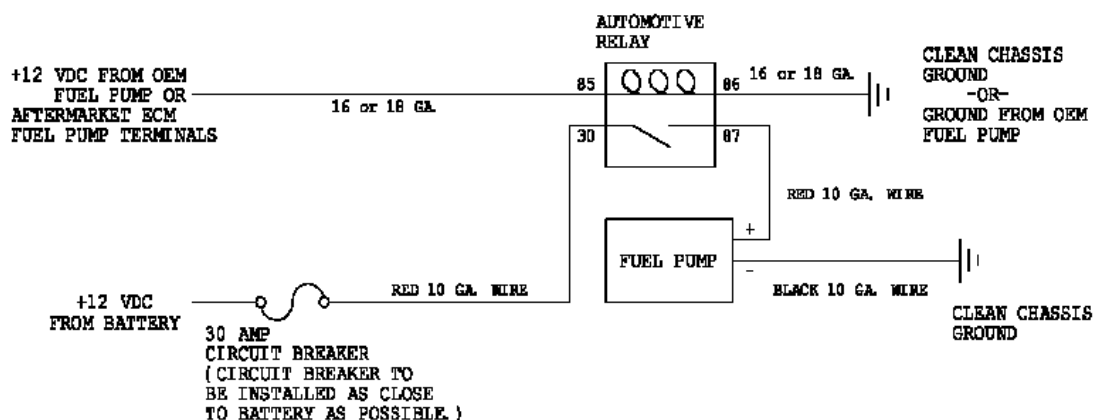 AUTOMOTIVE
RELAY
+12 VDC FROM OEM
FUEL PUMP OR
AFTERMARKET ECM
FUEL PUMP TERMINALS
16 or 18 GA.
85
86
16 or 18 GA.
CLEAN CHASSIS
GROUND
-OR-
GROUND FROM OEM
FUEL PUMP
30
87
RED 10 GA. WIRE
FUEL PUMP
+
-
BLACK 10 GA. WIRE
CLEAN CHASSIS
GROUND
+12 VDC
FROM BATTERY
RED 10 GA. WIRE
30 AMP
CIRCUIT BREAKER
(CIRCUIT BREAKER TO
BE INSTALLED AS CLOSE
TO BATTERY AS POSSIBLE.)